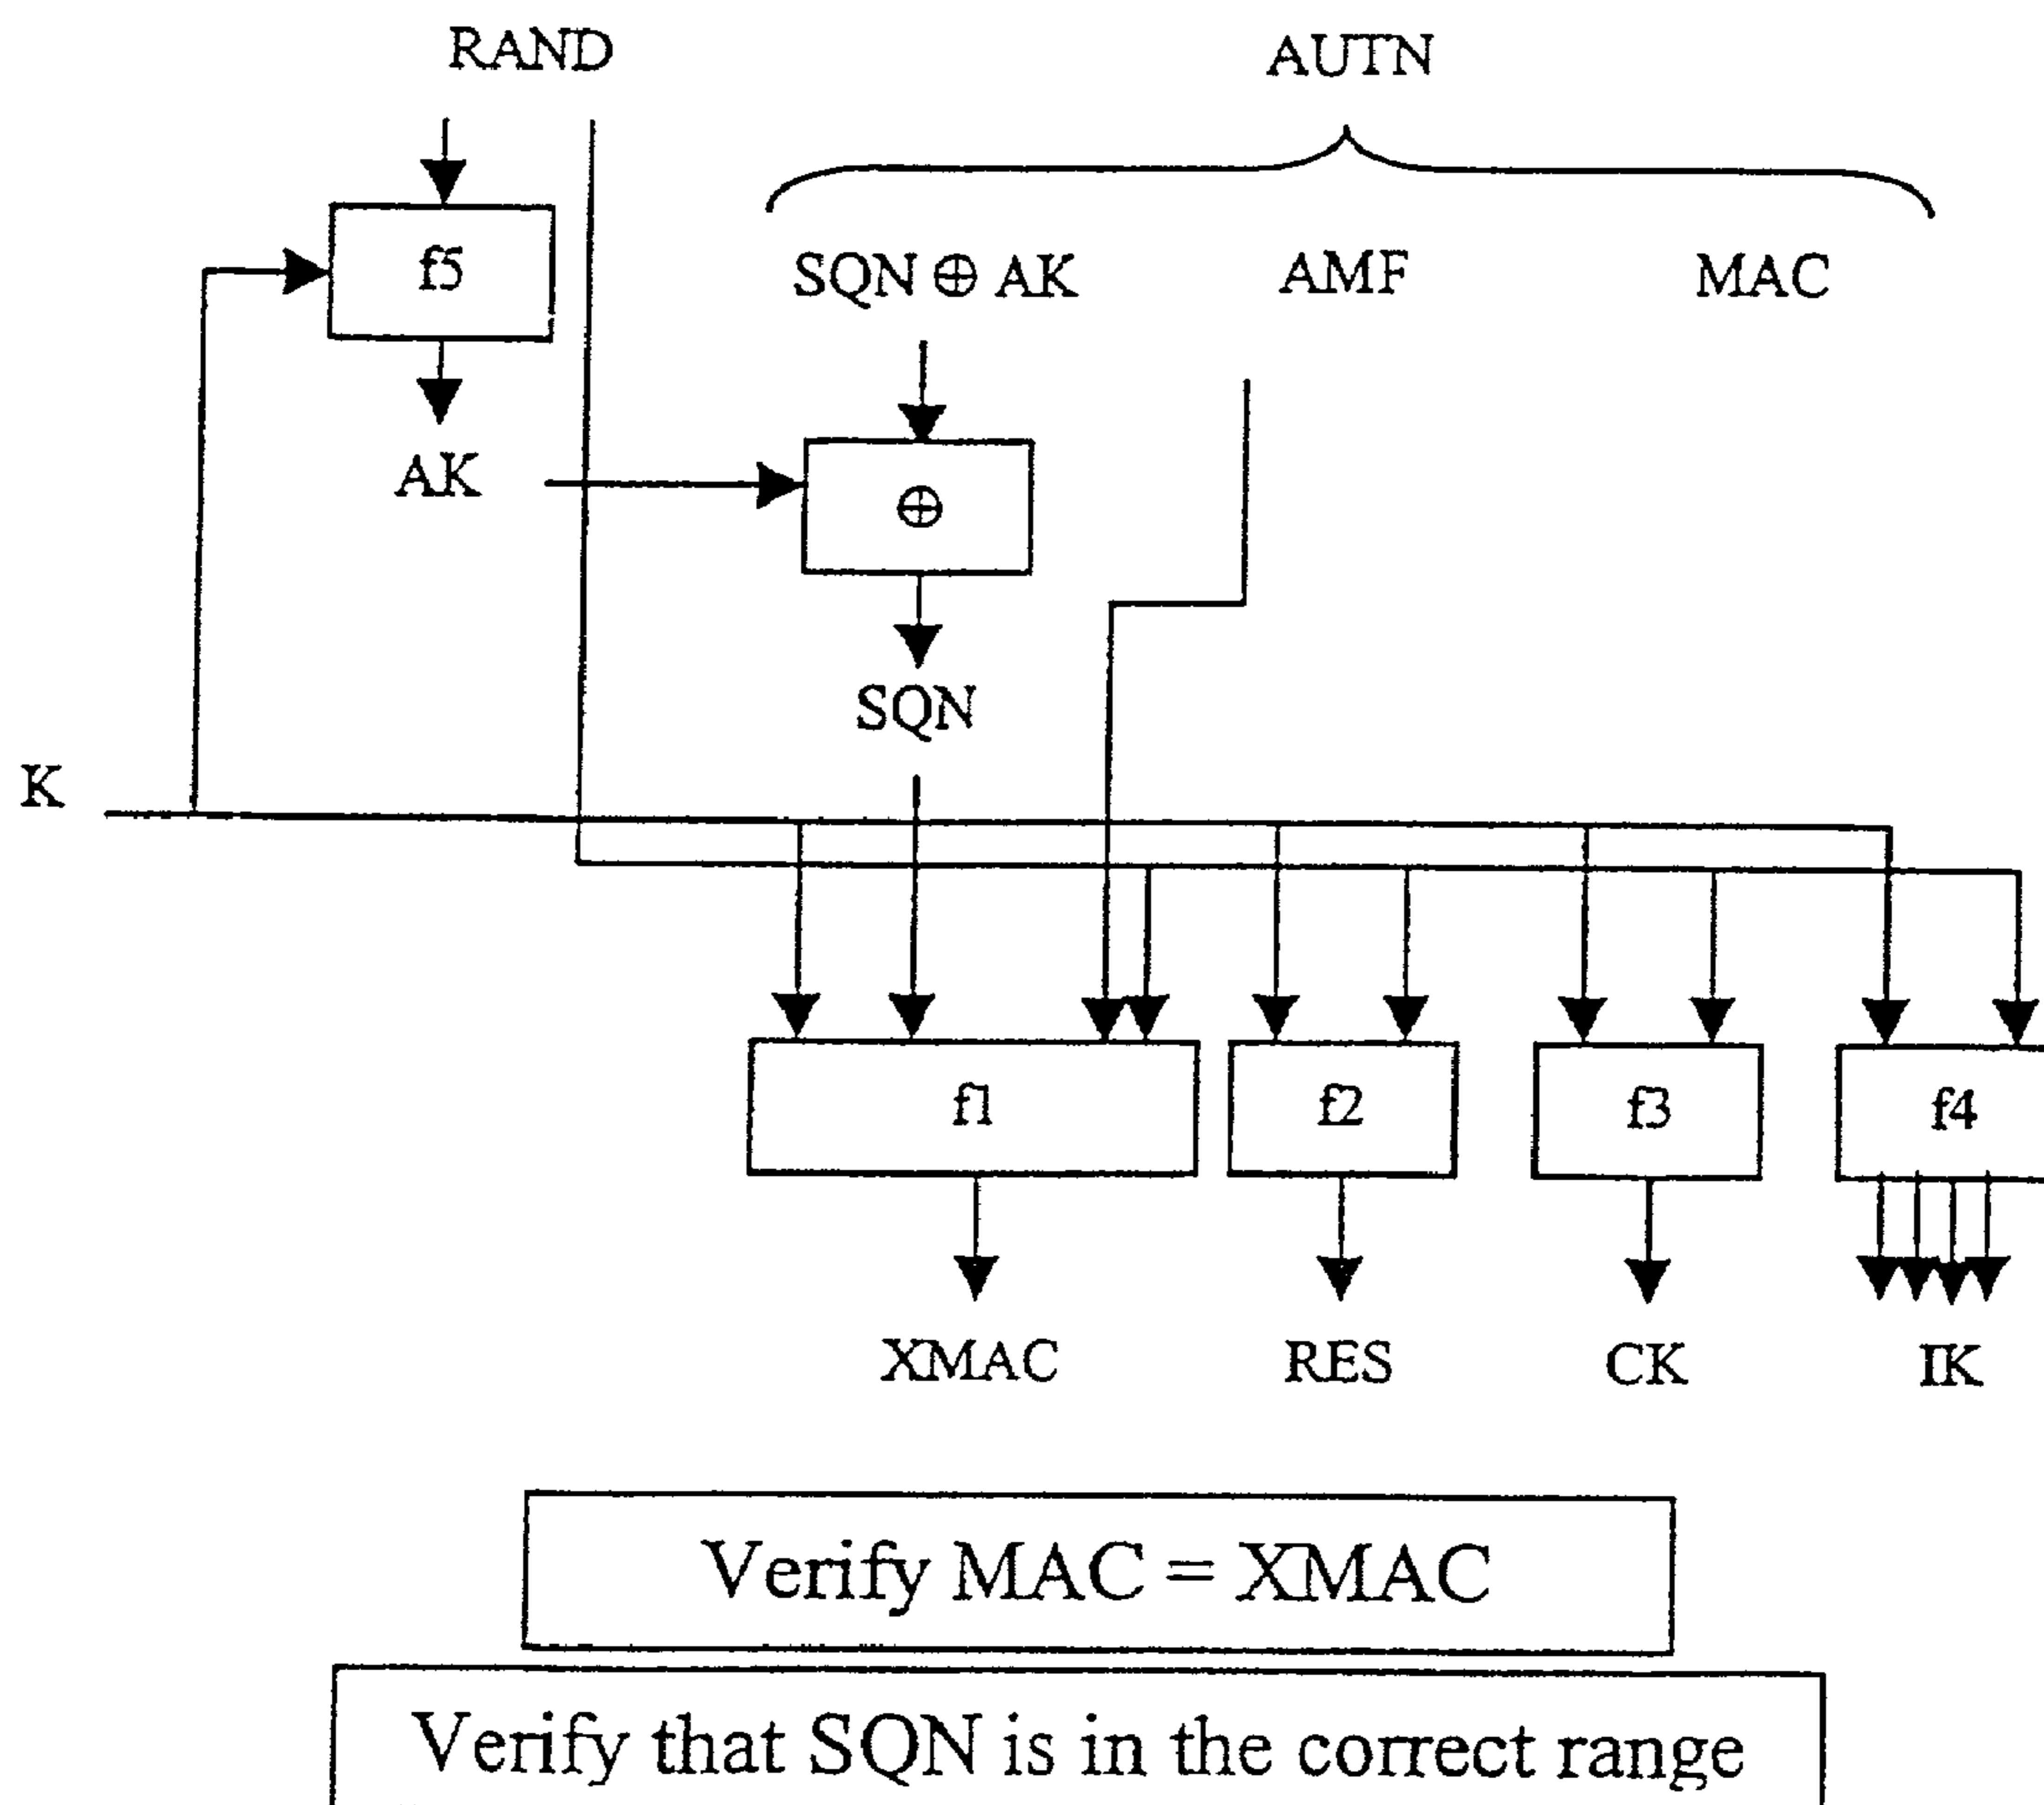 RAND AUTN
f5 SQN ⊕ AK AMF MAC
AK ⊕
SQN
K
f1 f2 f3 f4
XMAC RES CK IK
Verify MAC = XMAC
Verify that SQN is in the correct range